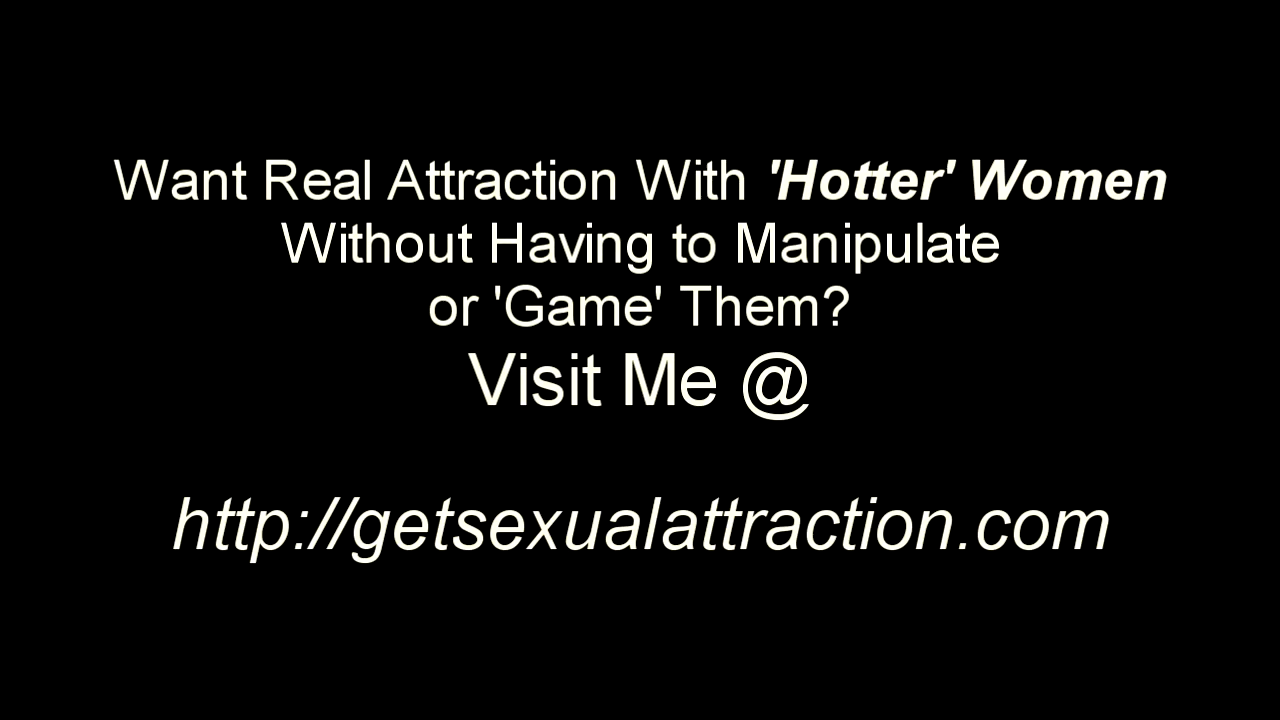 Want Real Attraction With 'Hotter' Women
Without Having to Manipulate
or 'Game' Them?
Visit Me @
http://getsexualattraction.com